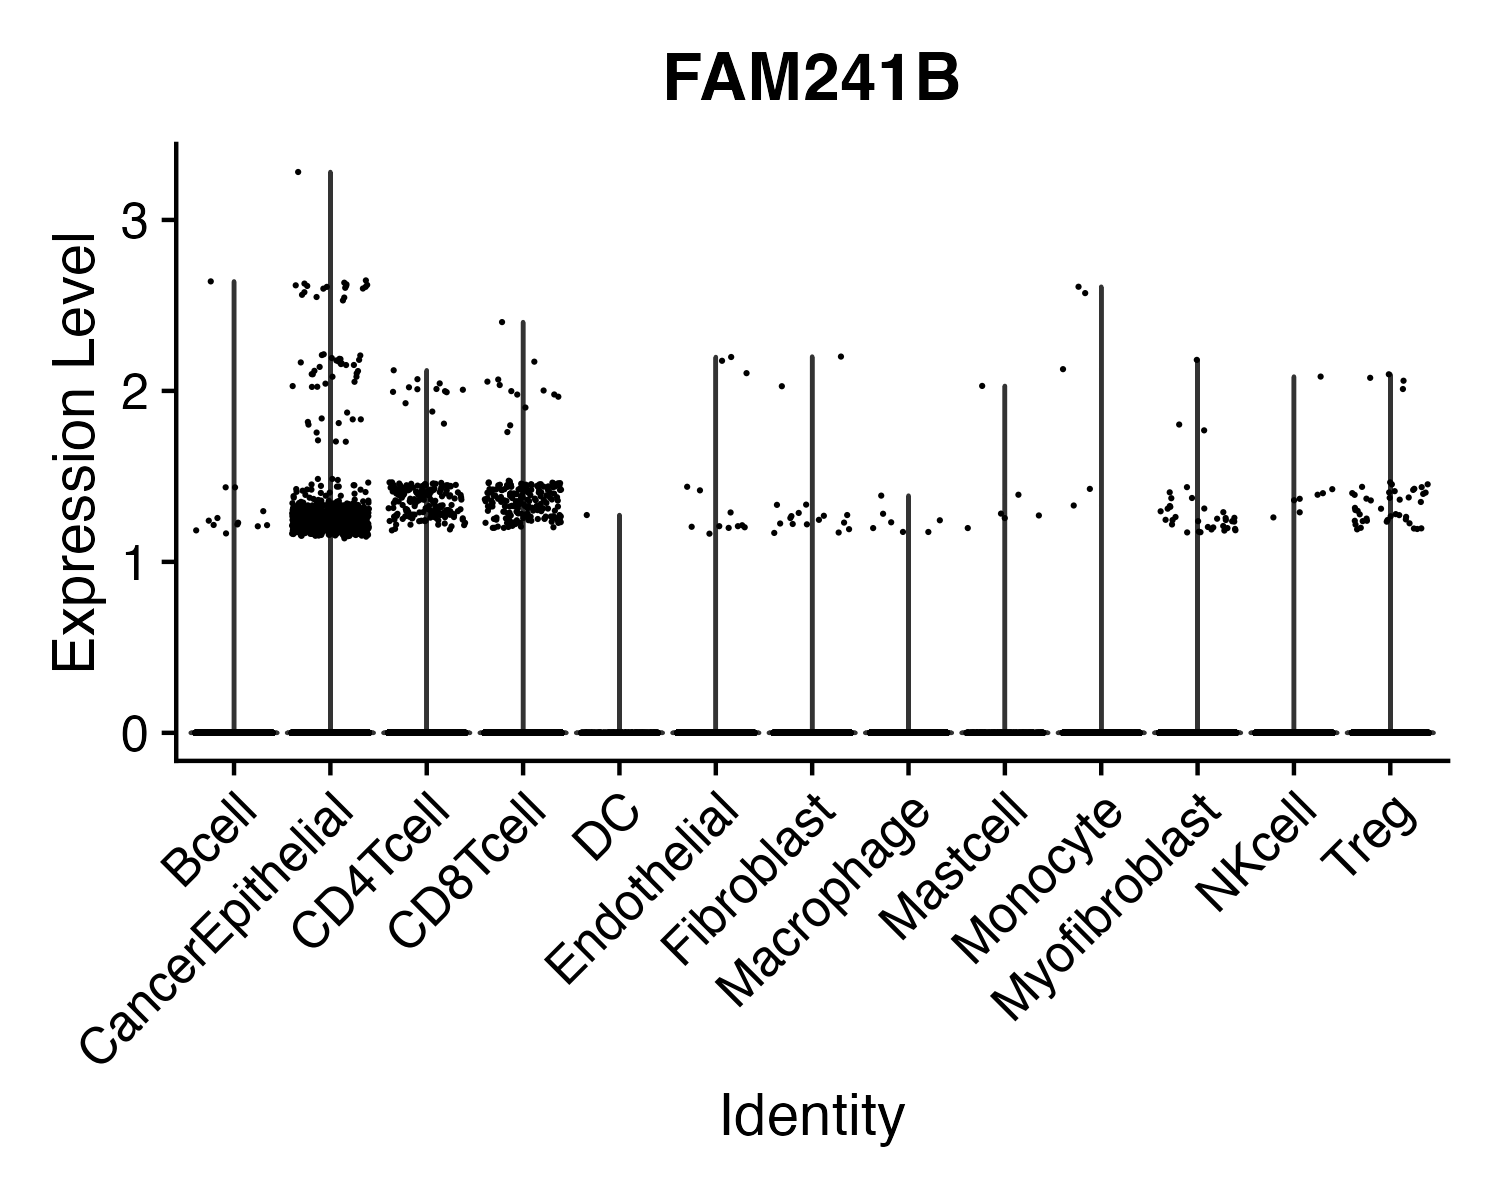 FAM241B
Expression Level
3
2
1
0
Bcell
CancerEpithelial
CD4Tcell
CD8Tcell
DC
Endothelial
Fibroblast
Macrophage
Mastcell
Monocyte
Myofibroblast
NKcell
Treg
Identity